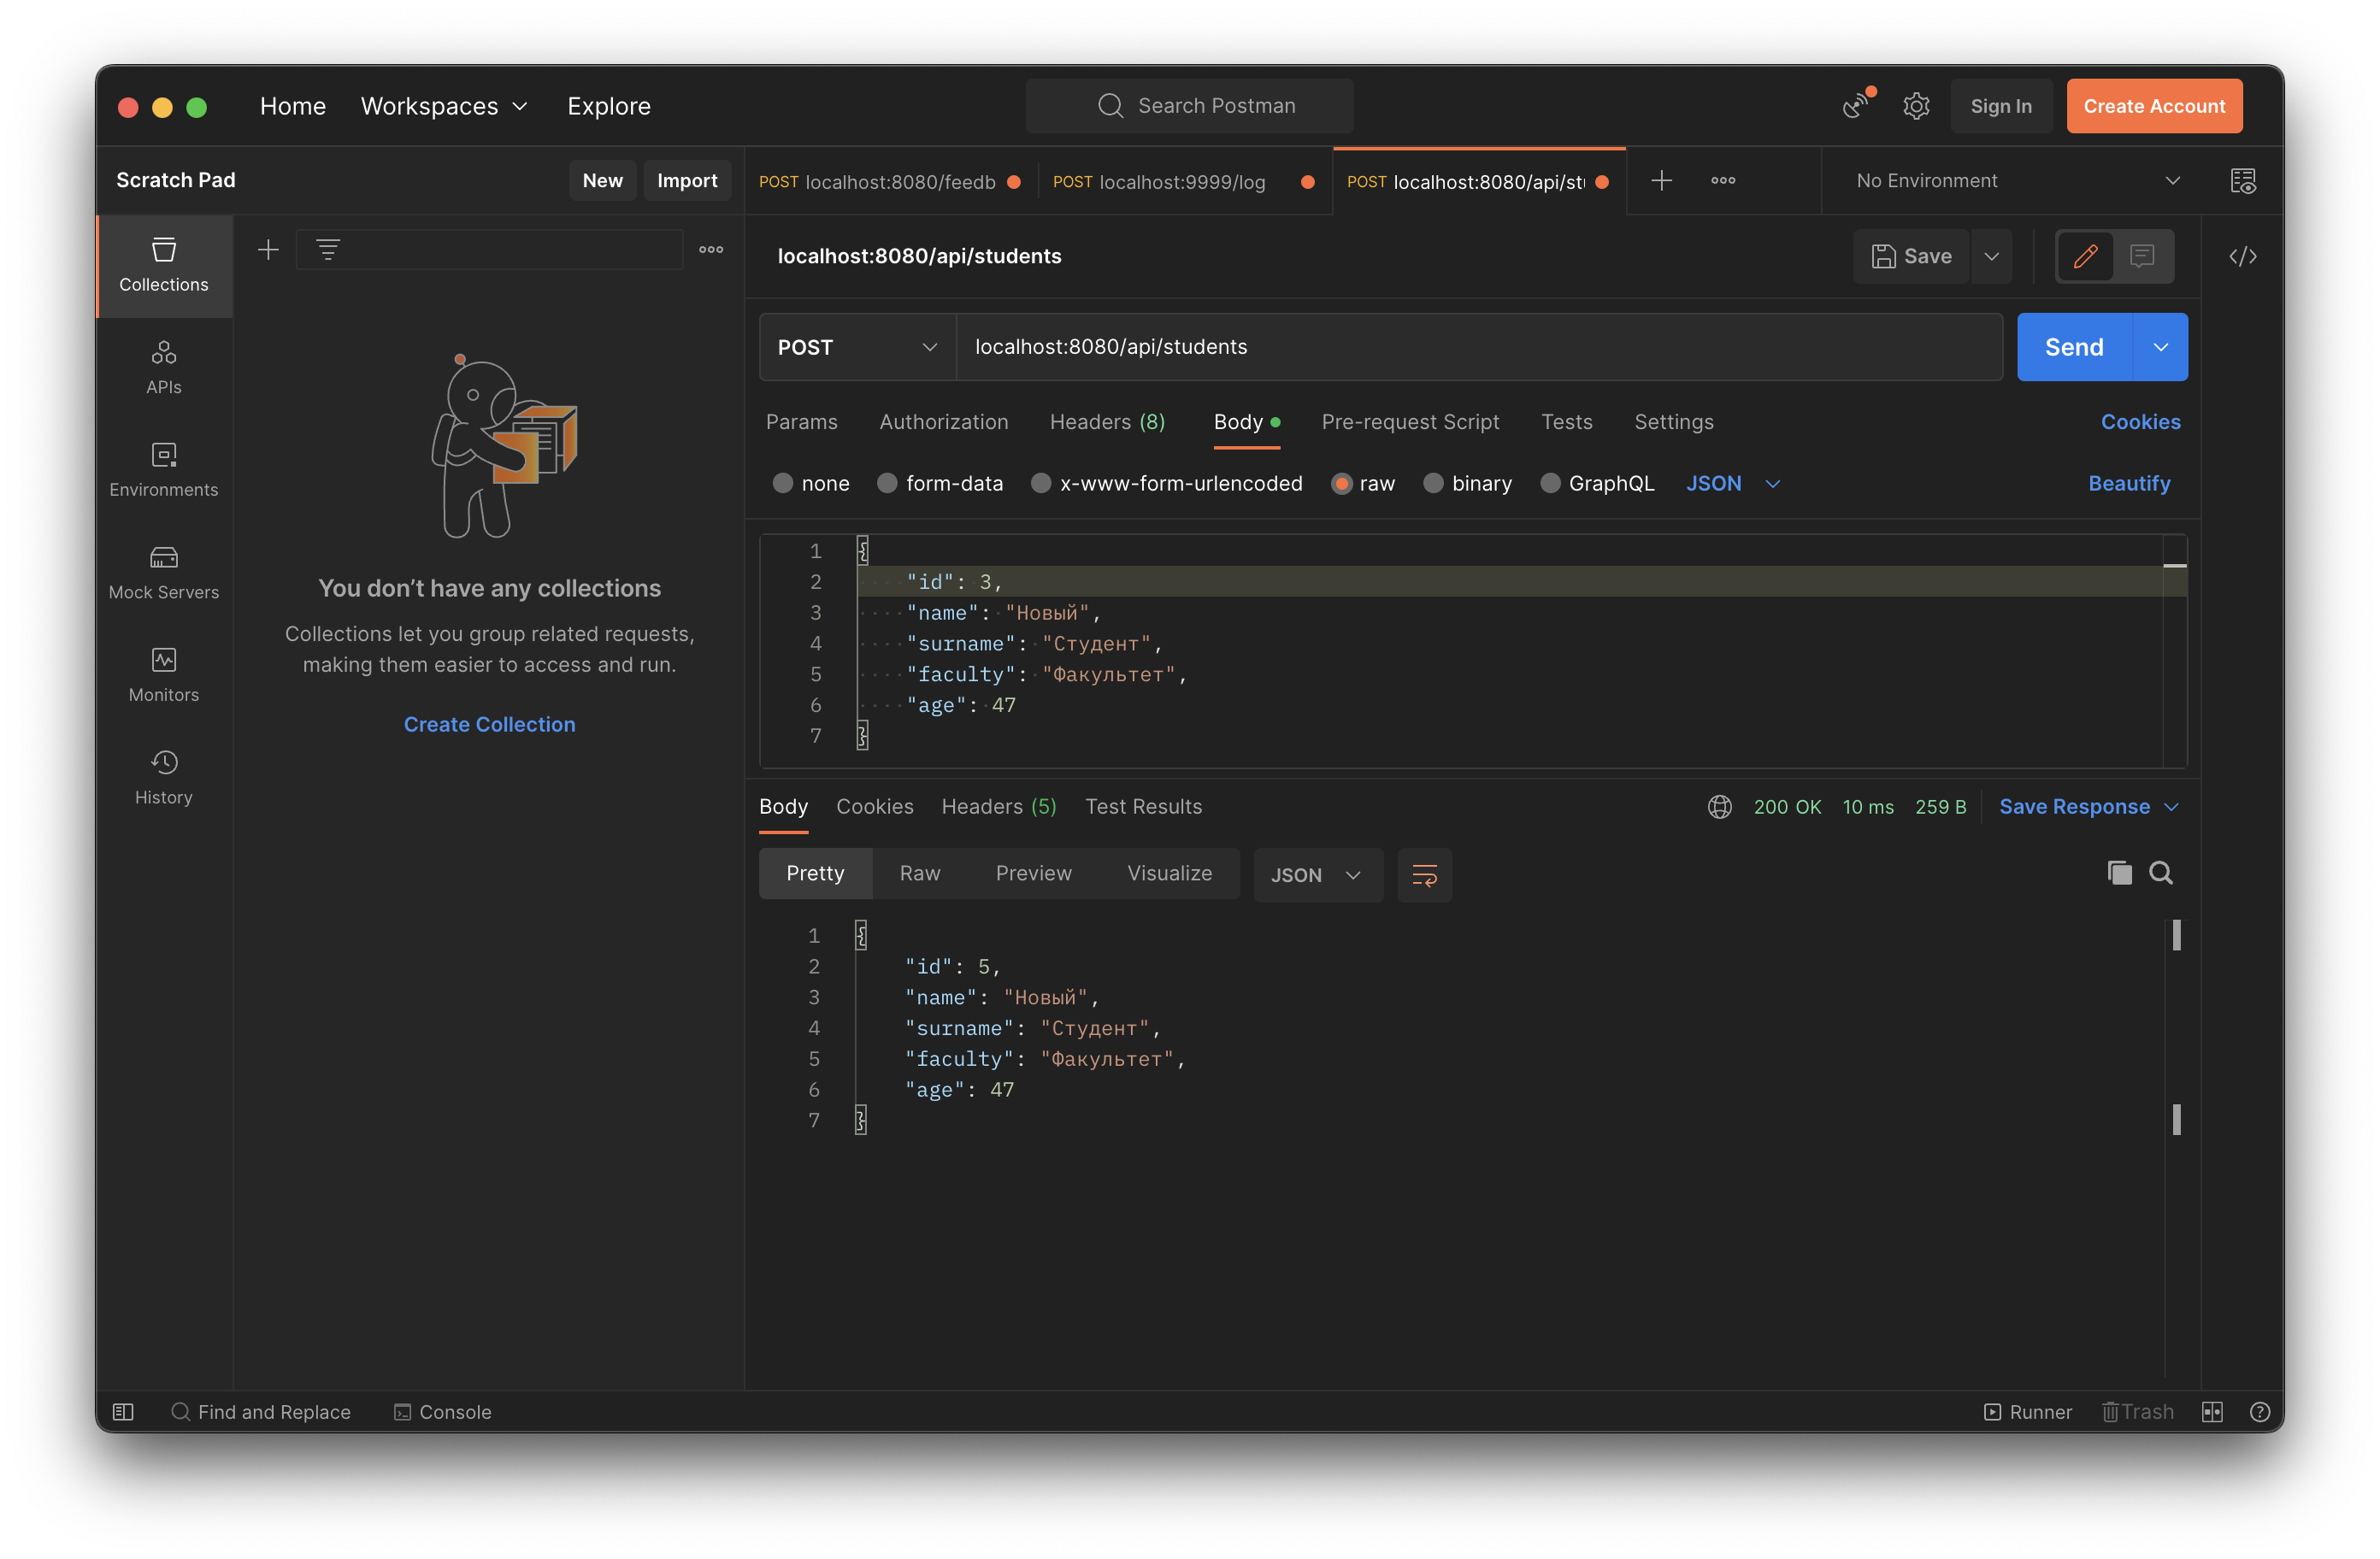 Home Workspaces Explore Search Postman Sign In Create Account
Scratch Pad New Import POST localhost:8080/feedb POST localhost:9999/log POST localhost:8080/api/st No Environment
Collections
APIs
Environments
Mock Servers
Monitors
History
You don’t have any collections
Collections let you group related requests,
making them easier to access and run.
Create Collection
localhost:8080/api/students Save
POST localhost:8080/api/students Send
Params Authorization Headers (8) Body Pre-request Script Tests Settings Cookies
none form-data x-www-form-urlencoded raw binary GraphQL JSON Beautify
1 {
2 "id": 3,
3 "name": "Новый",
4 "surname": "Студент",
5 "faculty": "Факультет",
6 "age": 47
7 }
Body Cookies Headers (5) Test Results 200 OK 10 ms 259 B Save Response
Pretty Raw Preview Visualize JSON
1 {
2 "id": 5,
3 "name": "Новый",
4 "surname": "Студент",
5 "faculty": "Факультет",
6 "age": 47
7 }
Find and Replace Console Runner Trash